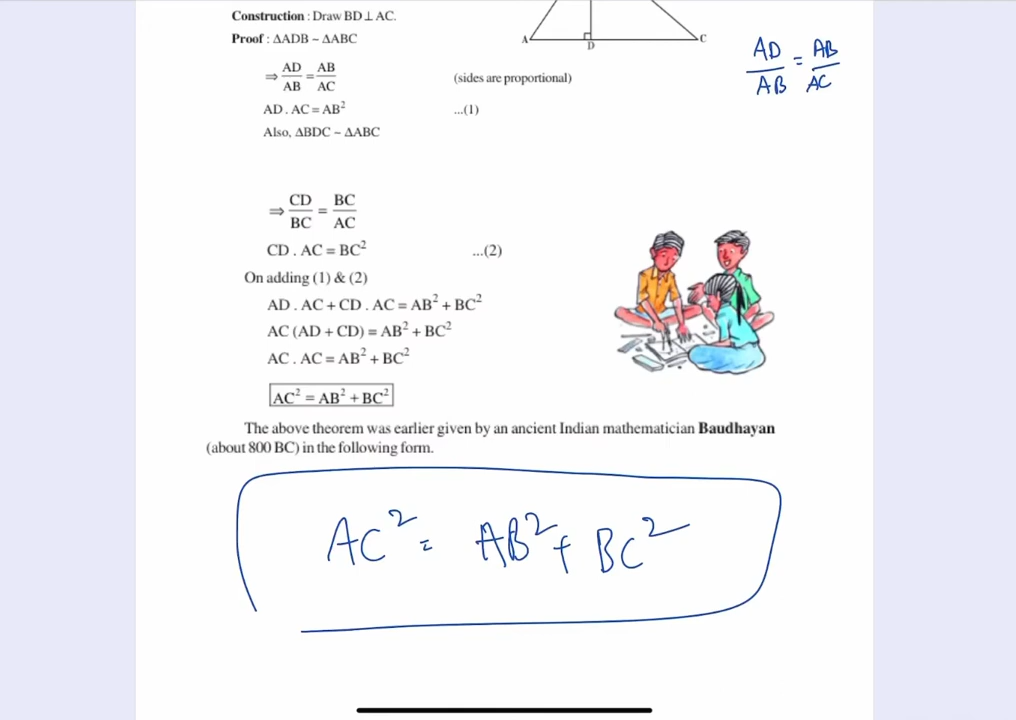 Construction : Draw BD ⊥ AC.
A
D
C
Proof : ΔADB ~ ΔABC
⇒ AD/AB = AB/AC (sides are proportional)
AD/AB = AB/AC
AD . AC = AB² ...(1)
Also, ΔBDC ~ ΔABC
⇒ CD/BC = BC/AC
CD . AC = BC² ...(2)
On adding (1) & (2)
AD . AC + CD . AC = AB² + BC²
AC (AD + CD) = AB² + BC²
AC . AC = AB² + BC²
AC² = AB² + BC²
The above theorem was earlier given by an ancient Indian mathematician Baudhayan
(about 800 BC) in the following form.
AC² = AB² + BC²